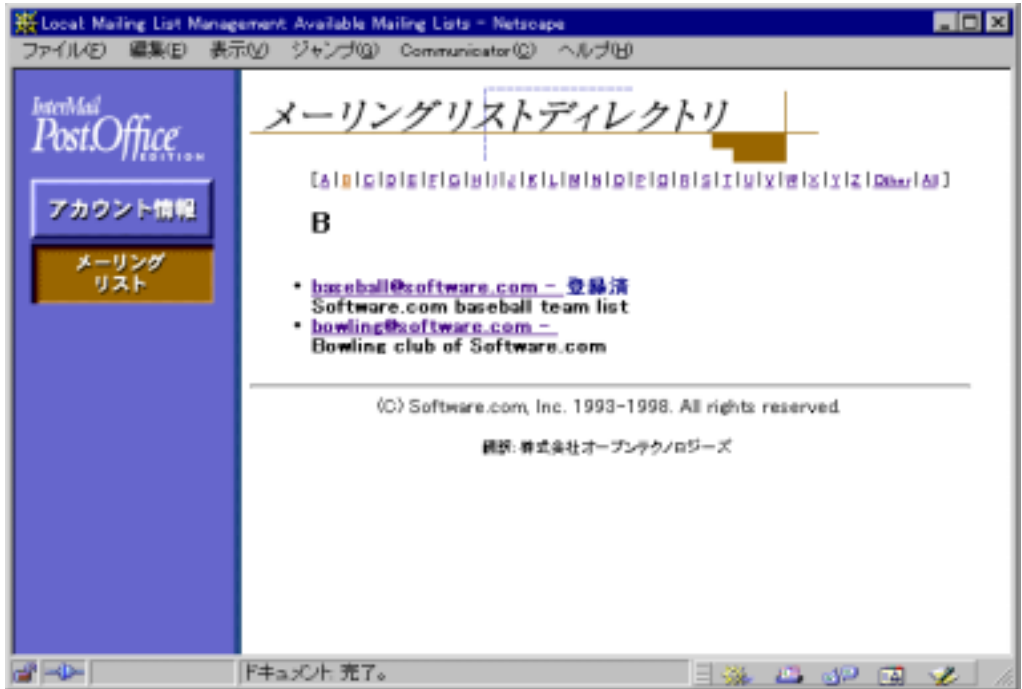 Local Mailing List Management: Available Mailing Lists - Netscape
ファイル(F) 編集(E) 表示(V) ジャンプ(G) Communicator(C) ヘルプ(H)
InterMail
Post.Office
EDITION
アカウント情報
メーリング
リスト
メーリングリストディレクトリ
[A|B|C|D|E|F|G|H|I|J|K|L|M|N|O|P|Q|R|S|T|U|V|W|X|Y|Z|Other|All]
B
• baseball@software.com - 登録済
Software.com baseball team list
• bowling@software.com -
Bowling club of Software.com
(C) Software.com, Inc. 1993-1998. All rights reserved.
翻訳: 株式会社オープンテクノロジーズ
ドキュメント: 完了。